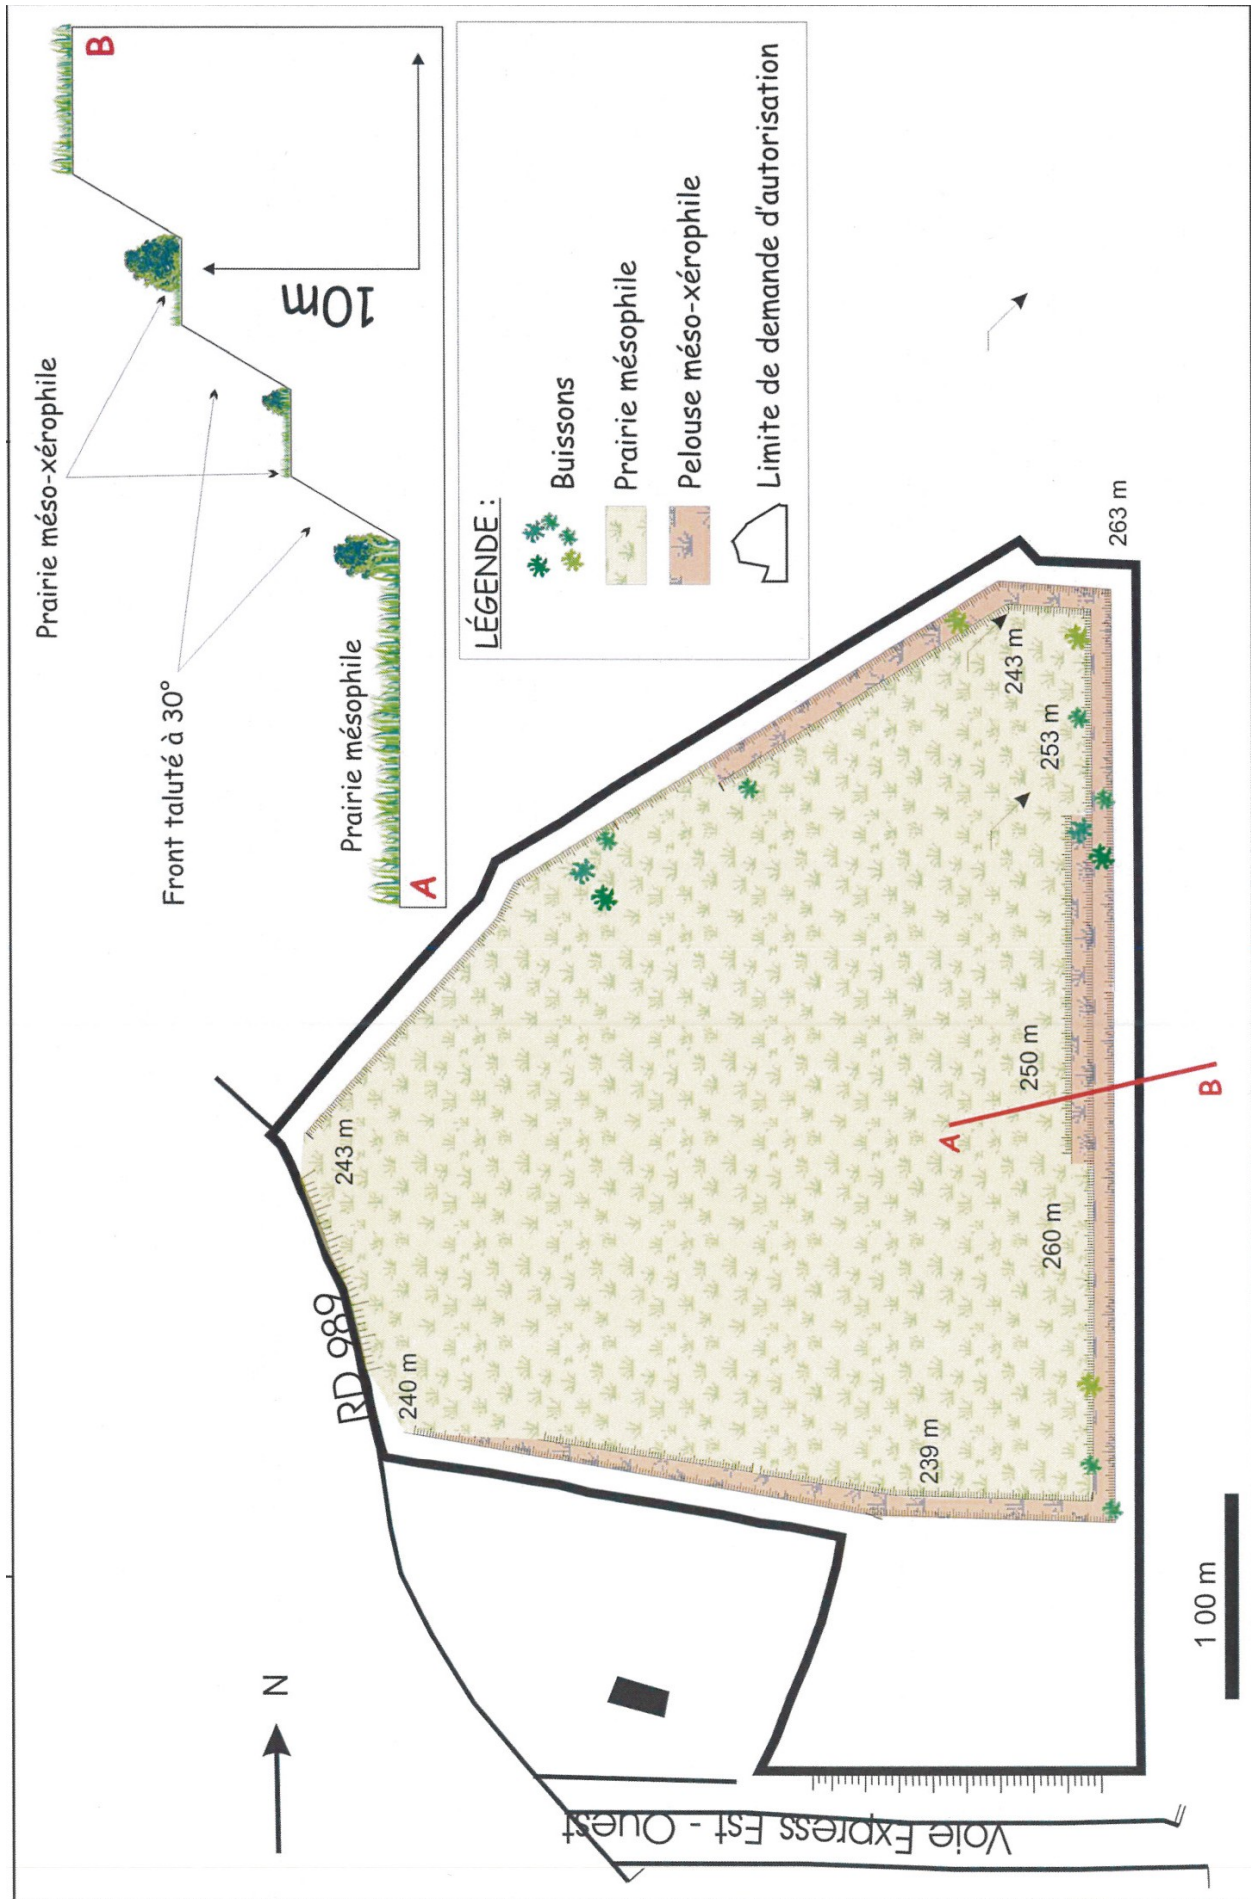 Prairie méso-xérophile
Front taluté à 30°
Prairie mésophile
A
B
10m
LÉGENDE :
Buissons
Prairie mésophile
Pelouse méso-xérophile
Limite de demande d'autorisation
N
RD 989
243 m
240 m
239 m
260 m
250 m
253 m
243 m
263 m
A
B
Voie Express Est - Ouest
100 m